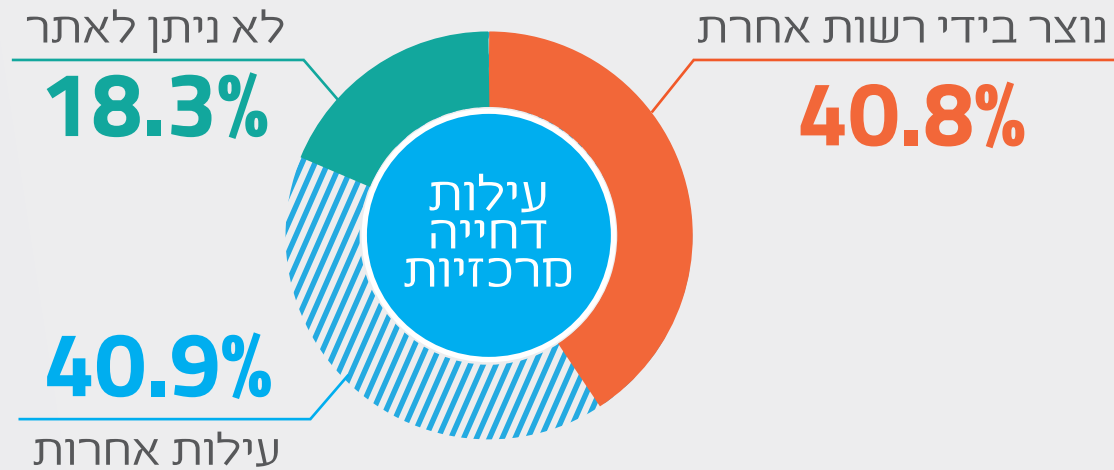 נוצר בידי רשות אחרת
40.8%
לא ניתן לאתר
18.3%
עילות
דחייה
מרכזיות
40.9%
עילות אחרות